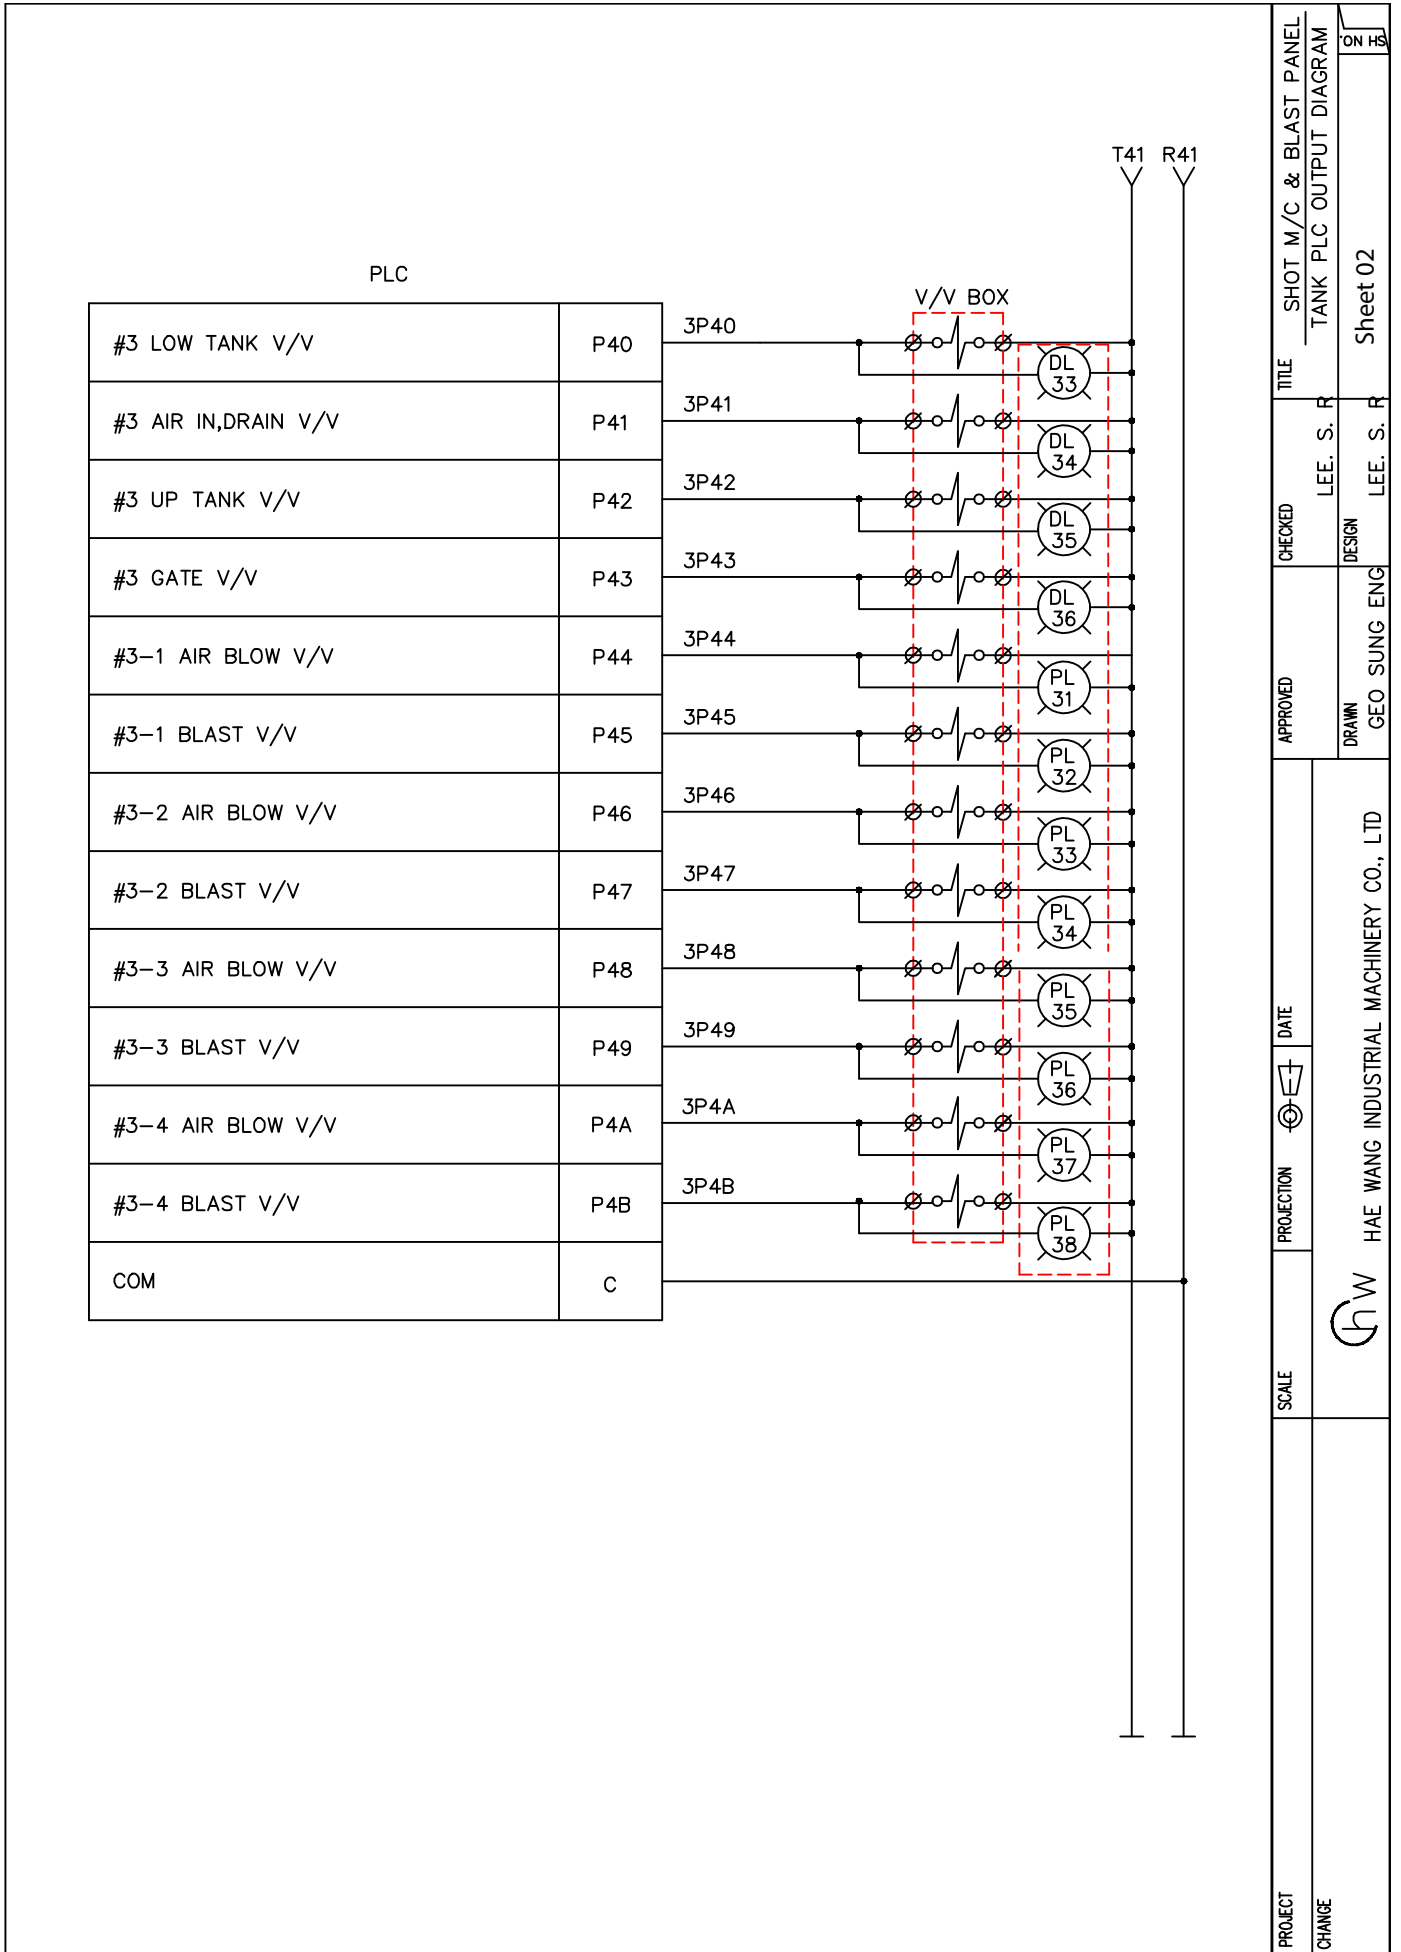 T41 R41
PLC
V/V BOX
#3 LOW TANK V/V P40 3P40
DL 33
#3 AIR IN,DRAIN V/V P41 3P41
DL 34
#3 UP TANK V/V P42 3P42
DL 35
#3 GATE V/V P43 3P43
DL 36
#3-1 AIR BLOW V/V P44 3P44
PL 31
#3-1 BLAST V/V P45 3P45
PL 32
#3-2 AIR BLOW V/V P46 3P46
PL 33
#3-2 BLAST V/V P47 3P47
PL 34
#3-3 AIR BLOW V/V P48 3P48
PL 35
#3-3 BLAST V/V P49 3P49
PL 36
#3-4 AIR BLOW V/V P4A 3P4A
PL 37
#3-4 BLAST V/V P4B 3P4B
PL 38
COM C
PROJECT
CHANGE
SCALE
PROJECTION
DATE
hW HAE WANG INDUSTRIAL MACHINERY CO., LTD
APPROVED
DRAWN
GEO SUNG ENG
CHECKED
LEE. S. R
DESIGN
LEE. S. R
TITLE
SHOT M/C & BLAST PANEL
TANK PLC OUTPUT DIAGRAM
Sheet 02
SH NO.